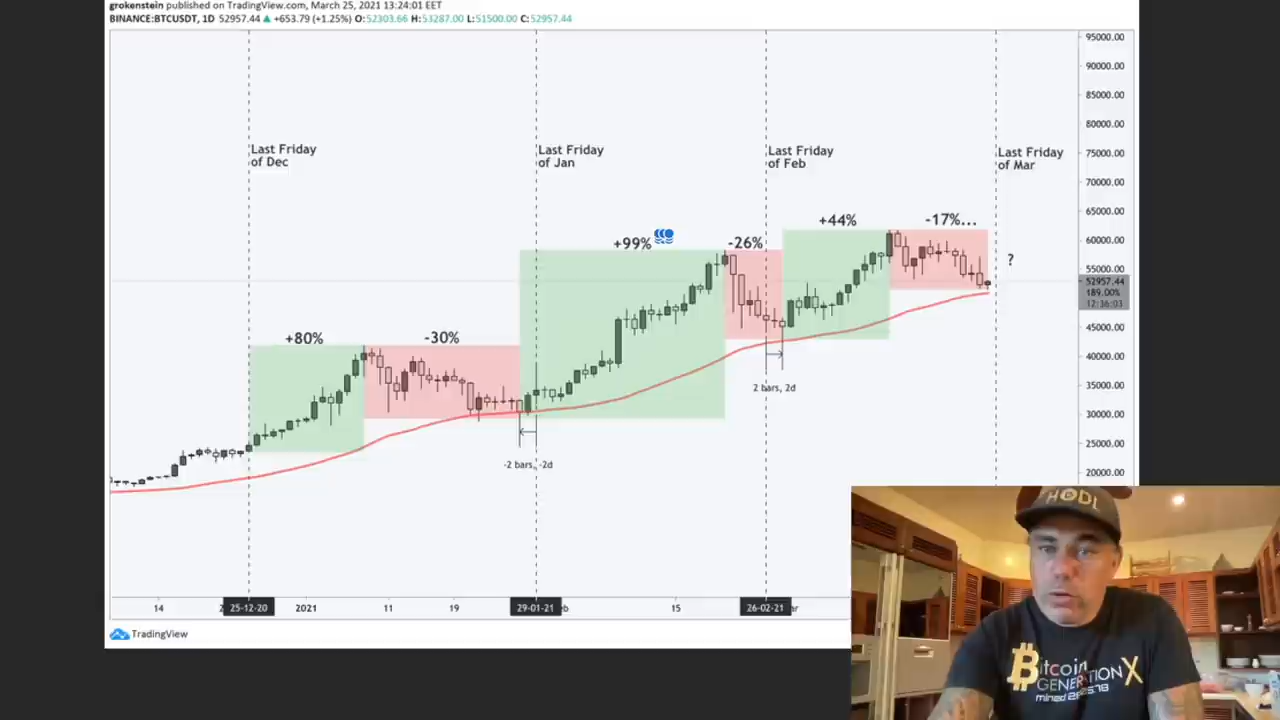 grokenstein published on TradingView.com, March 25, 2021 13:24:01 EET
BINANCE:BTCUSDT, 1D 52957.44 ▲ +653.79 (+1.25%) O:52303.66 H:53287.00 L:51500.00 C:52957.44
95000.00
90000.00
85000.00
80000.00
75000.00
70000.00
65000.00
60000.00
55000.00
52957.44
189.00%
12:36:03
45000.00
40000.00
35000.00
30000.00
25000.00
20000.00
Last Friday
of Dec
Last Friday
of Jan
Last Friday
of Feb
Last Friday
of Mar
+80%
-30%
+99%
-26%
+44%
-17%...
?
-2 bars, -2d
2 bars, 2d
14
25-12-20
2021
11
19
29-01-21
15
26-02-21
TradingView
HODL
Bitcoin
GENERATION X
mined